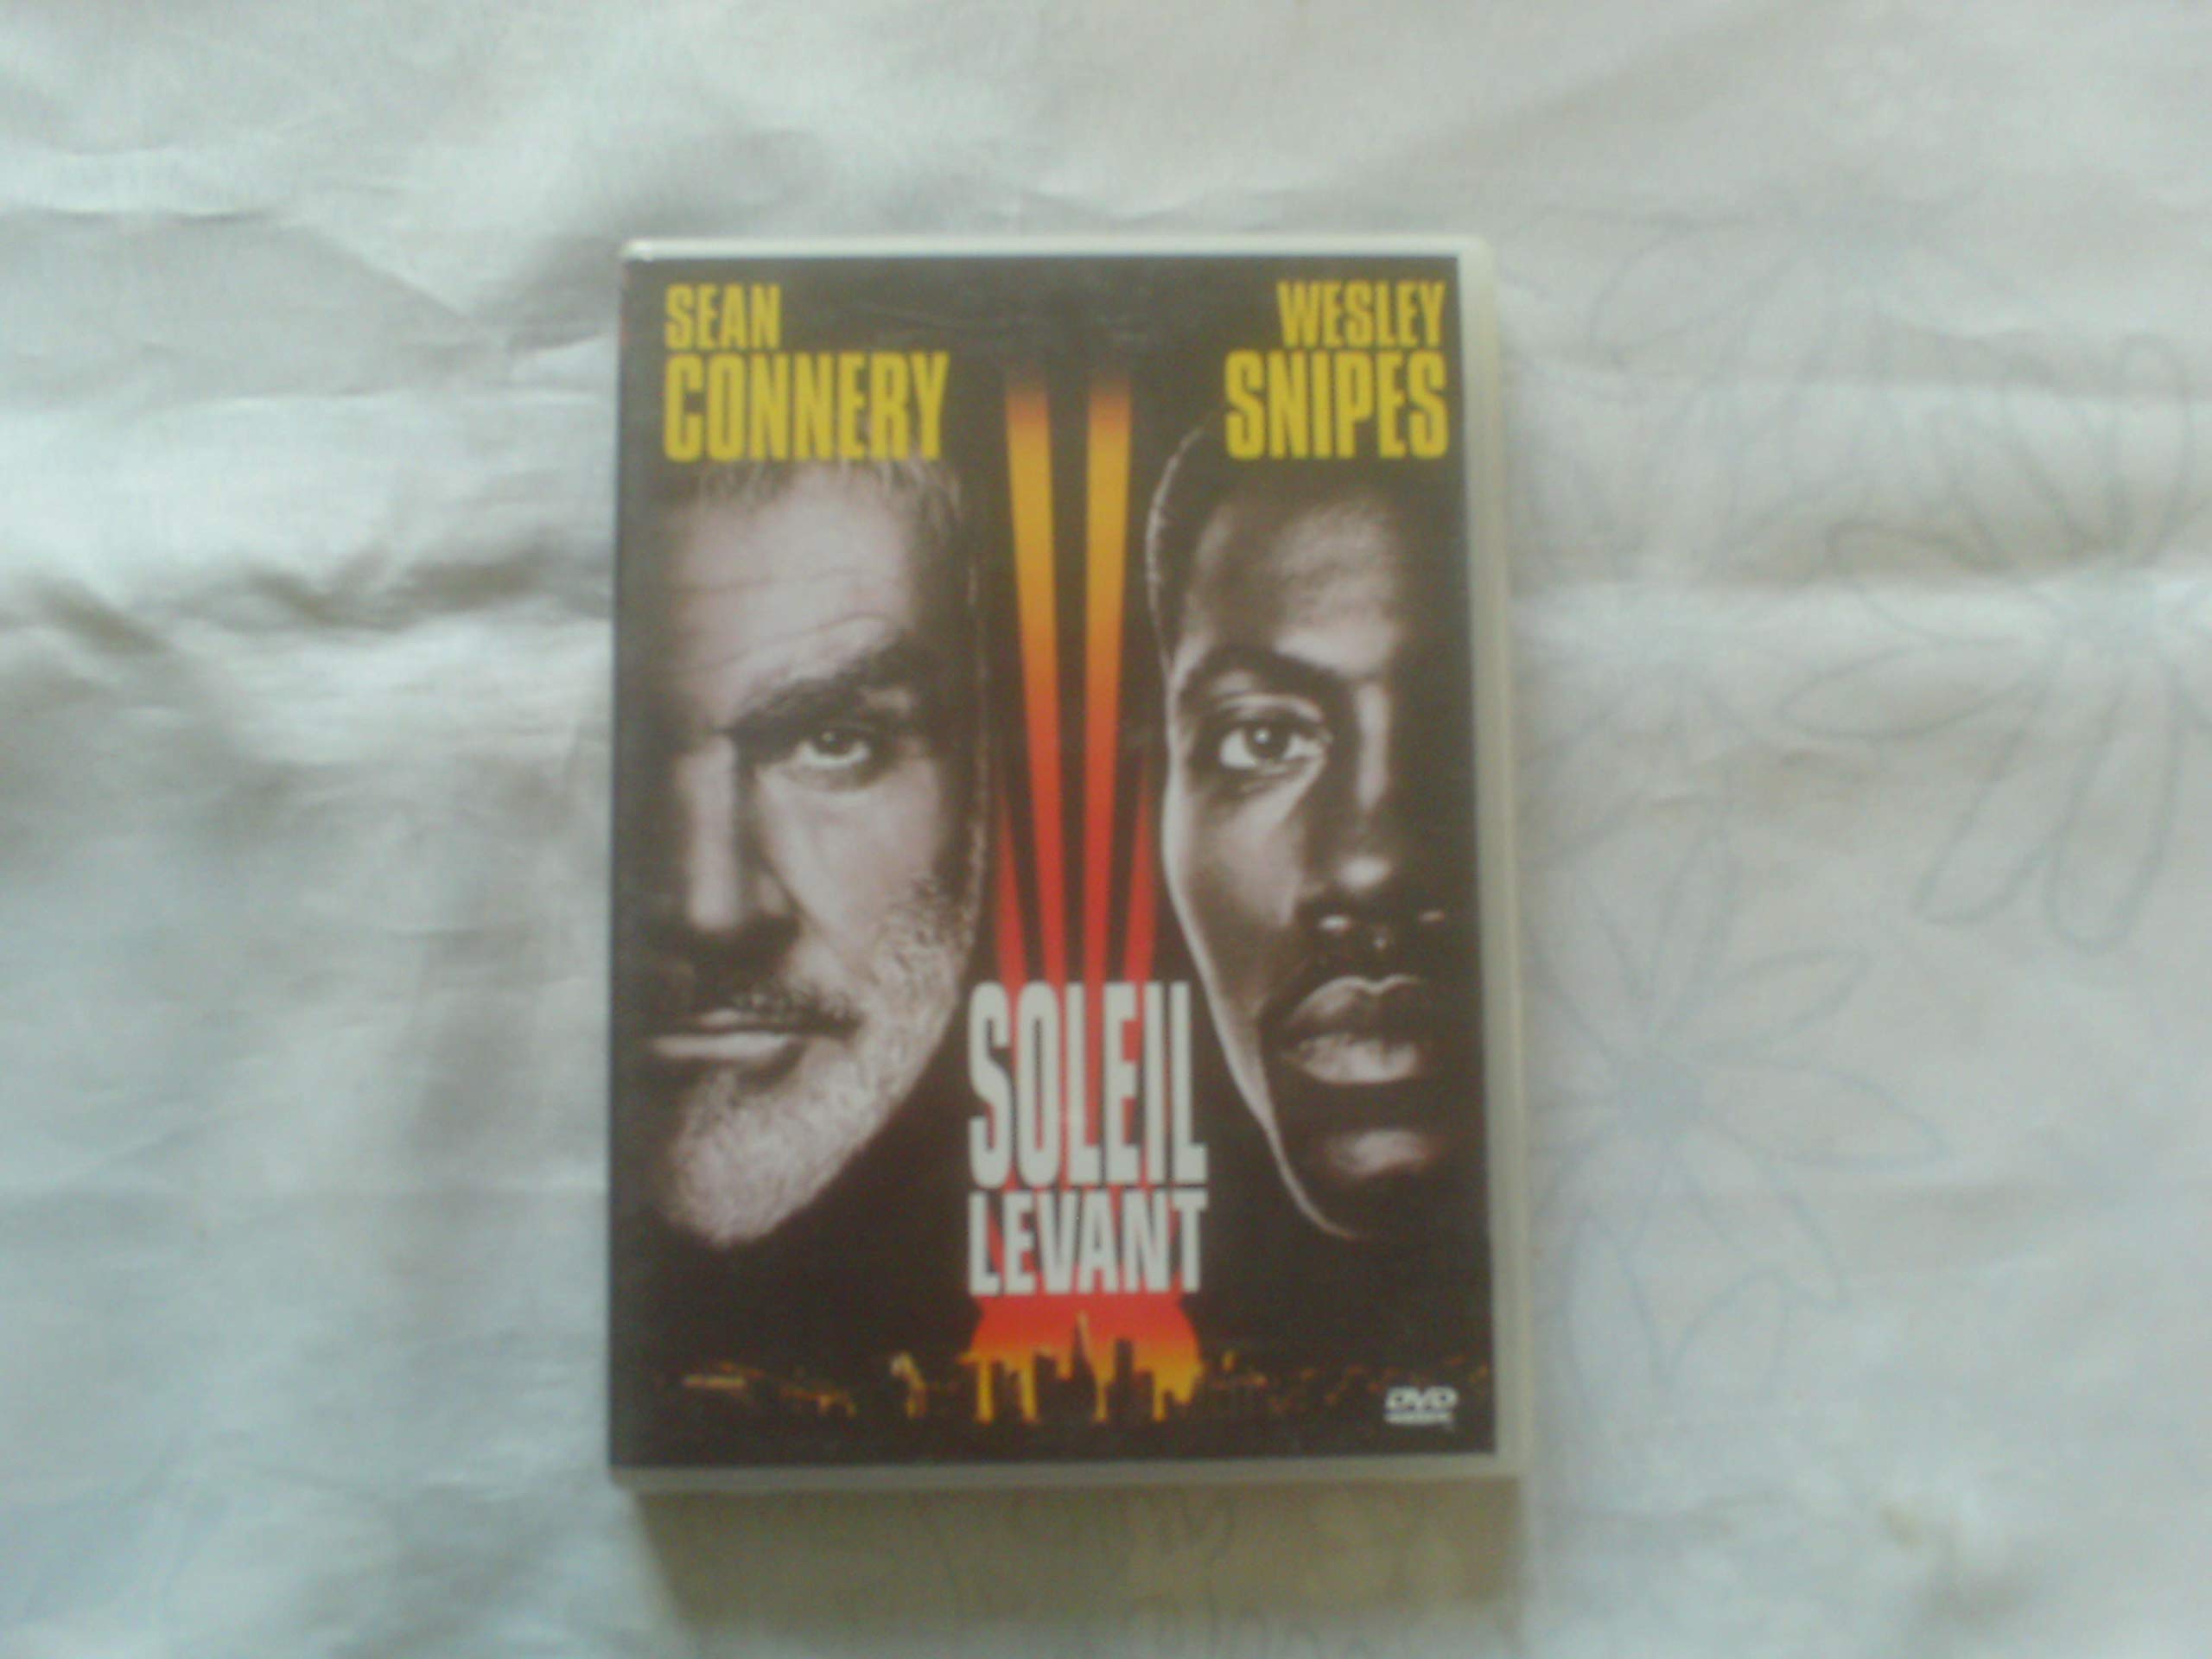 SEAN
CONNERY
WESLEY
SNIPES
SOLEIL
LEVANT
DVD